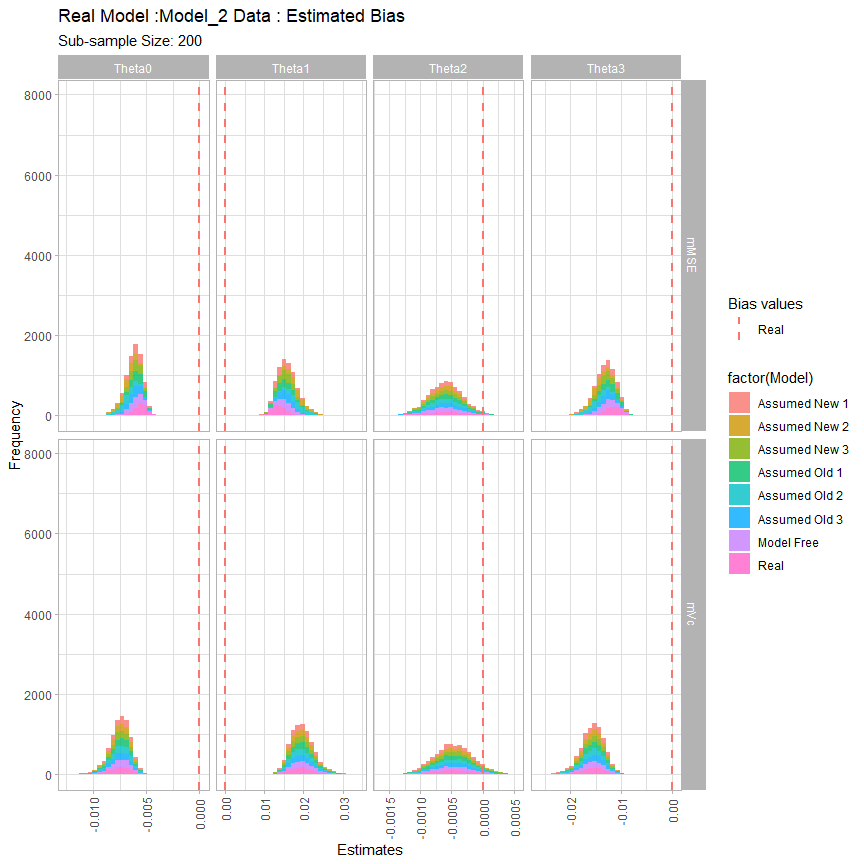 Real Model :Model_2 Data : Estimated Bias
Sub-sample Size: 200
Theta0 Theta1 Theta2 Theta3
8000
6000
4000
2000
0
mMSE
Frequency
8000
6000
4000
2000
0
mVc
-0.010 -0.005 0.000 0.00 0.01 0.02 0.03 -0.0015 -0.0010 -0.0005 0.0000 0.0005 -0.02 -0.01 0.00
Estimates
Bias values
Real
factor(Model)
Assumed New 1
Assumed New 2
Assumed New 3
Assumed Old 1
Assumed Old 2
Assumed Old 3
Model Free
Real